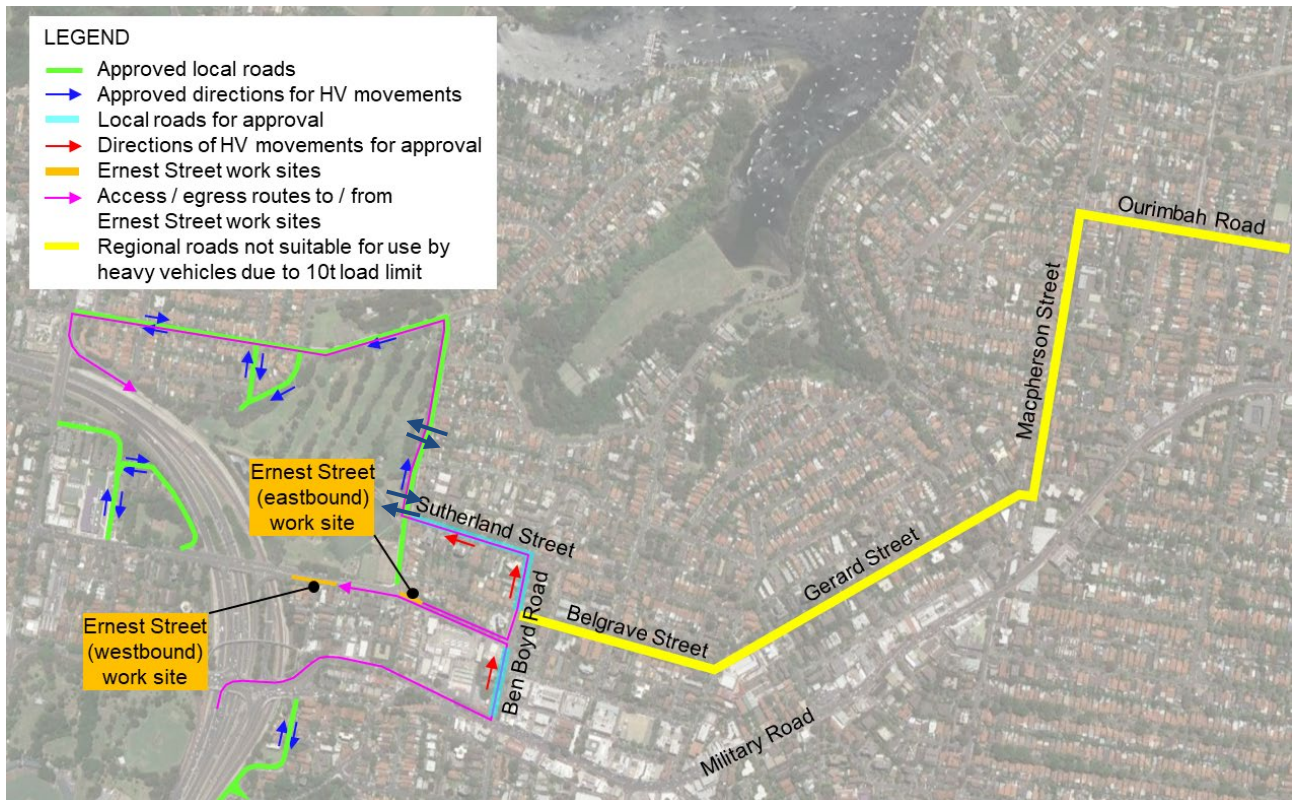 LEGEND
Approved local roads
Approved directions for HV movements
Local roads for approval
Directions of HV movements for approval
Ernest Street work sites
Access / egress routes to / from
Ernest Street work sites
Regional roads not suitable for use by
heavy vehicles due to 10t load limit
Ourimbah Road
Macpherson Street
Ernest Street
(eastbound)
work site
Sutherland Street
Gerard Street
Ben Boyd Road
Belgrave Street
Ernest Street
(westbound)
work site
Military Road